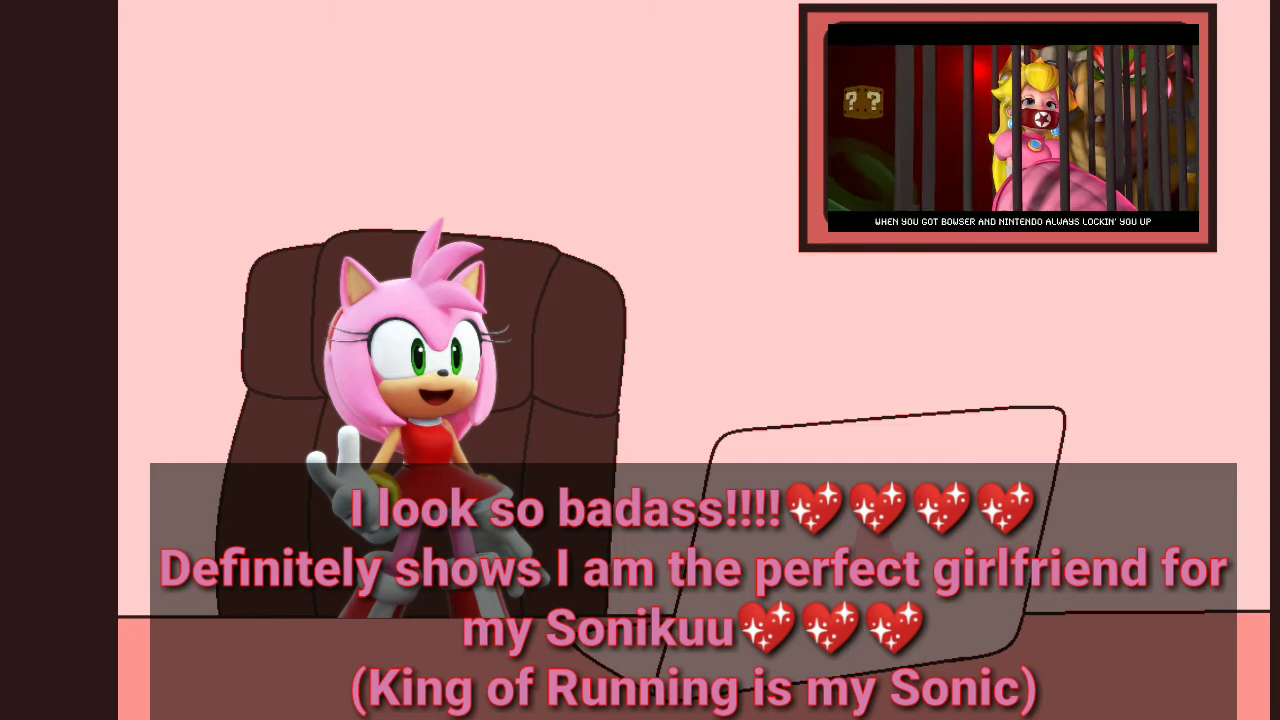 ? ?
WHEN YOU GOT BOWSER AND NINTENDO ALWAYS LOCKIN' YOU UP
I look so badass!!!!💖💖💖💖
Definitely shows I am the perfect girlfriend for
my Sonikuu💖💖💖
(King of Running is my Sonic)